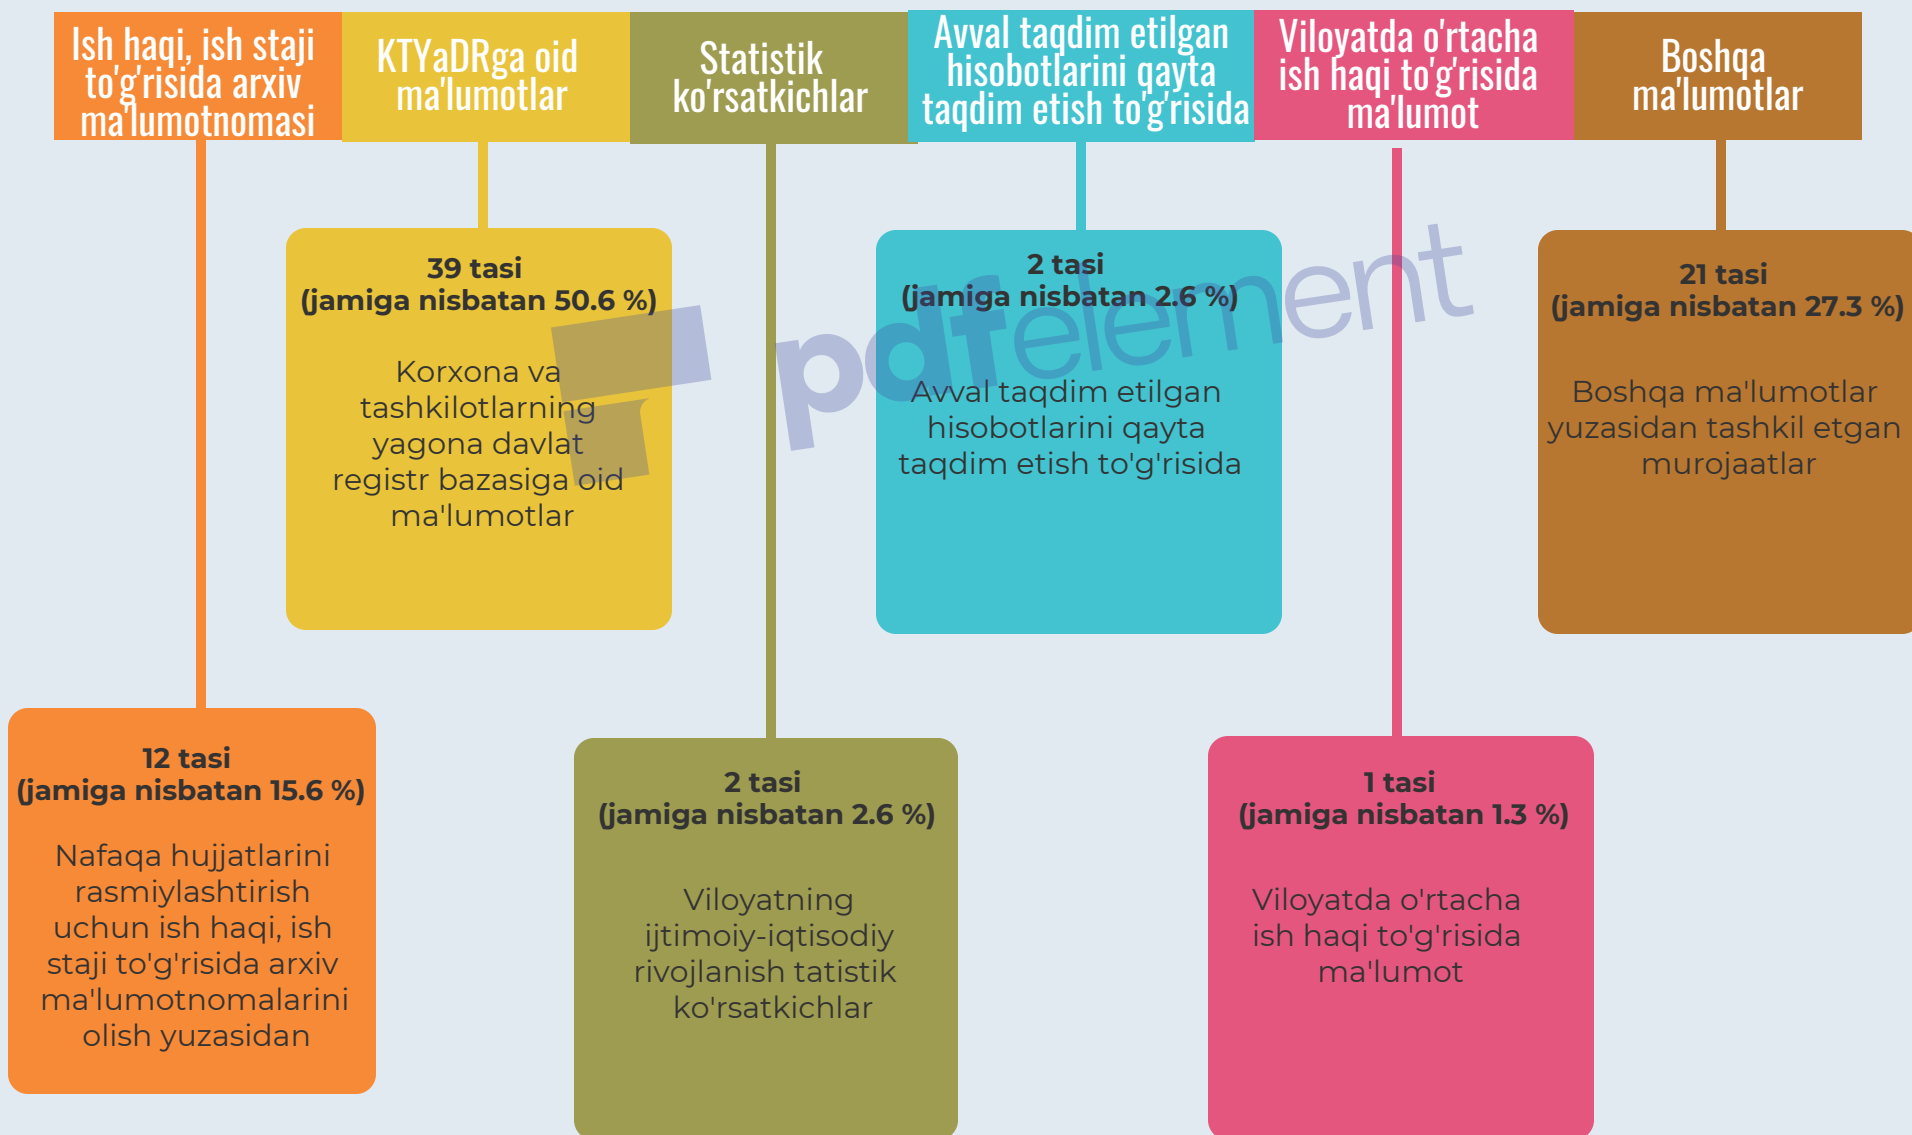 Ish haqi, ish staji
to'g'risida arxiv
ma'lumotnomasi
KTYaDRga oid
ma'lumotlar
Statistik
ko'rsatkichlar
Avval taqdim etilgan
hisobotlarini qayta
taqdim etish to'g'risida
Viloyatda o'rtacha
ish haqi to'g'risida
ma'lumot
Boshqa
ma'lumotlar
39 tasi
(jamiga nisbatan 50.6 %)
Korxona va
tashkilotlarning
yagona davlat
registr bazasiga oid
ma'lumotlar
2 tasi
(jamiga nisbatan 2.6 %)
Avval taqdim etilgan
hisobotlarini qayta
taqdim etish to'g'risida
21 tasi
(jamiga nisbatan 27.3 %)
Boshqa ma'lumotlar
yuzasidan tashkil etgan
murojaatlar
pdfelement
12 tasi
(jamiga nisbatan 15.6 %)
Nafaqa hujjatlarini
rasmiylashtirish
uchun ish haqi, ish
staji to'g'risida arxiv
ma'lumotnomalarini
olish yuzasidan
2 tasi
(jamiga nisbatan 2.6 %)
Viloyatning
ijtimoiy-iqtisodiy
rivojlanish tatistik
ko'rsatkichlar
1 tasi
(jamiga nisbatan 1.3 %)
Viloyatda o'rtacha
ish haqi to'g'risida
ma'lumot